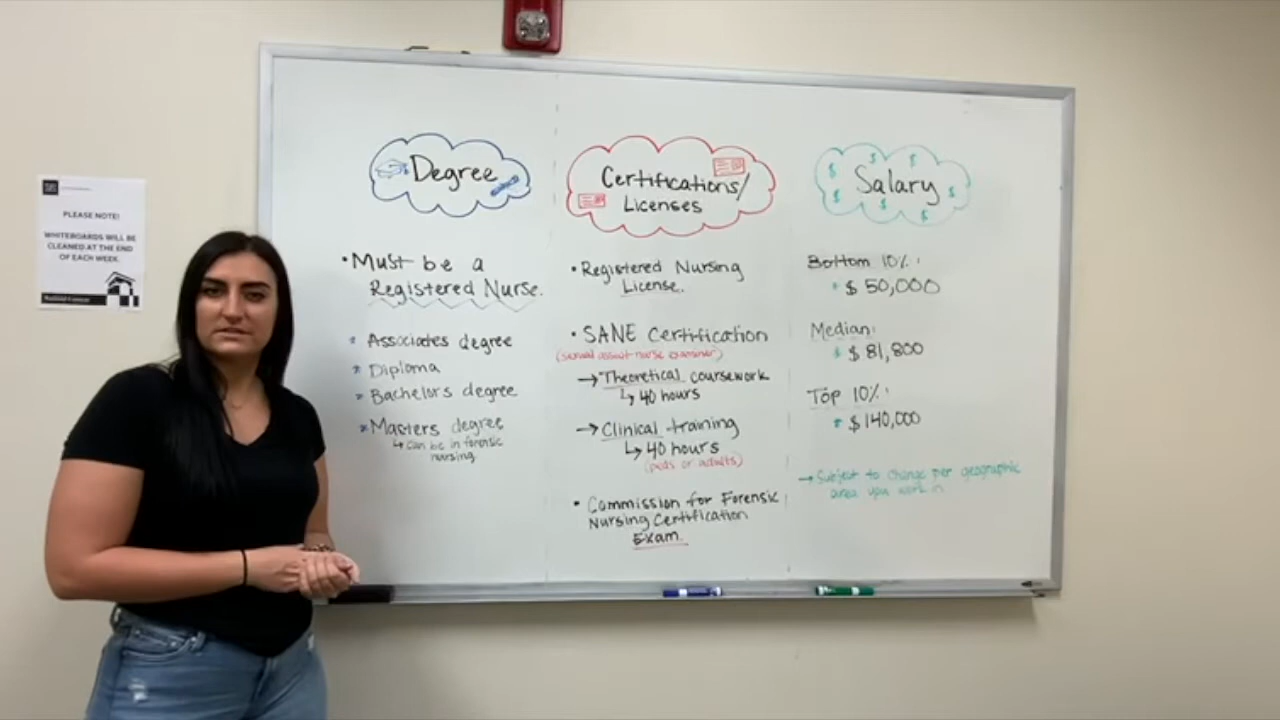 PLEASE NOTE!
WHITEBOARDS WILL BE
CLEANED AT THE END
OF EACH WEEK.
Degree
• Must be a
Registered Nurse.
* Associates degree
* Diploma
* Bachelors degree
* Masters degree
↳ can be in forensic
nursing.
Certifications/
Licenses
• Registered Nursing
License.
• SANE Certification
(sexual assault nurse examiner)
→ Theoretical coursework
↳ 40 hours
→ Clinical training
↳ 40 hours
(peds or adults)
• Commission for Forensic
Nursing Certification
Exam.
Salary
Bottom 10%:
* $50,000
Median:
* $81,800
Top 10%:
* $140,000
→ Subject to change per geographic
area you work in.